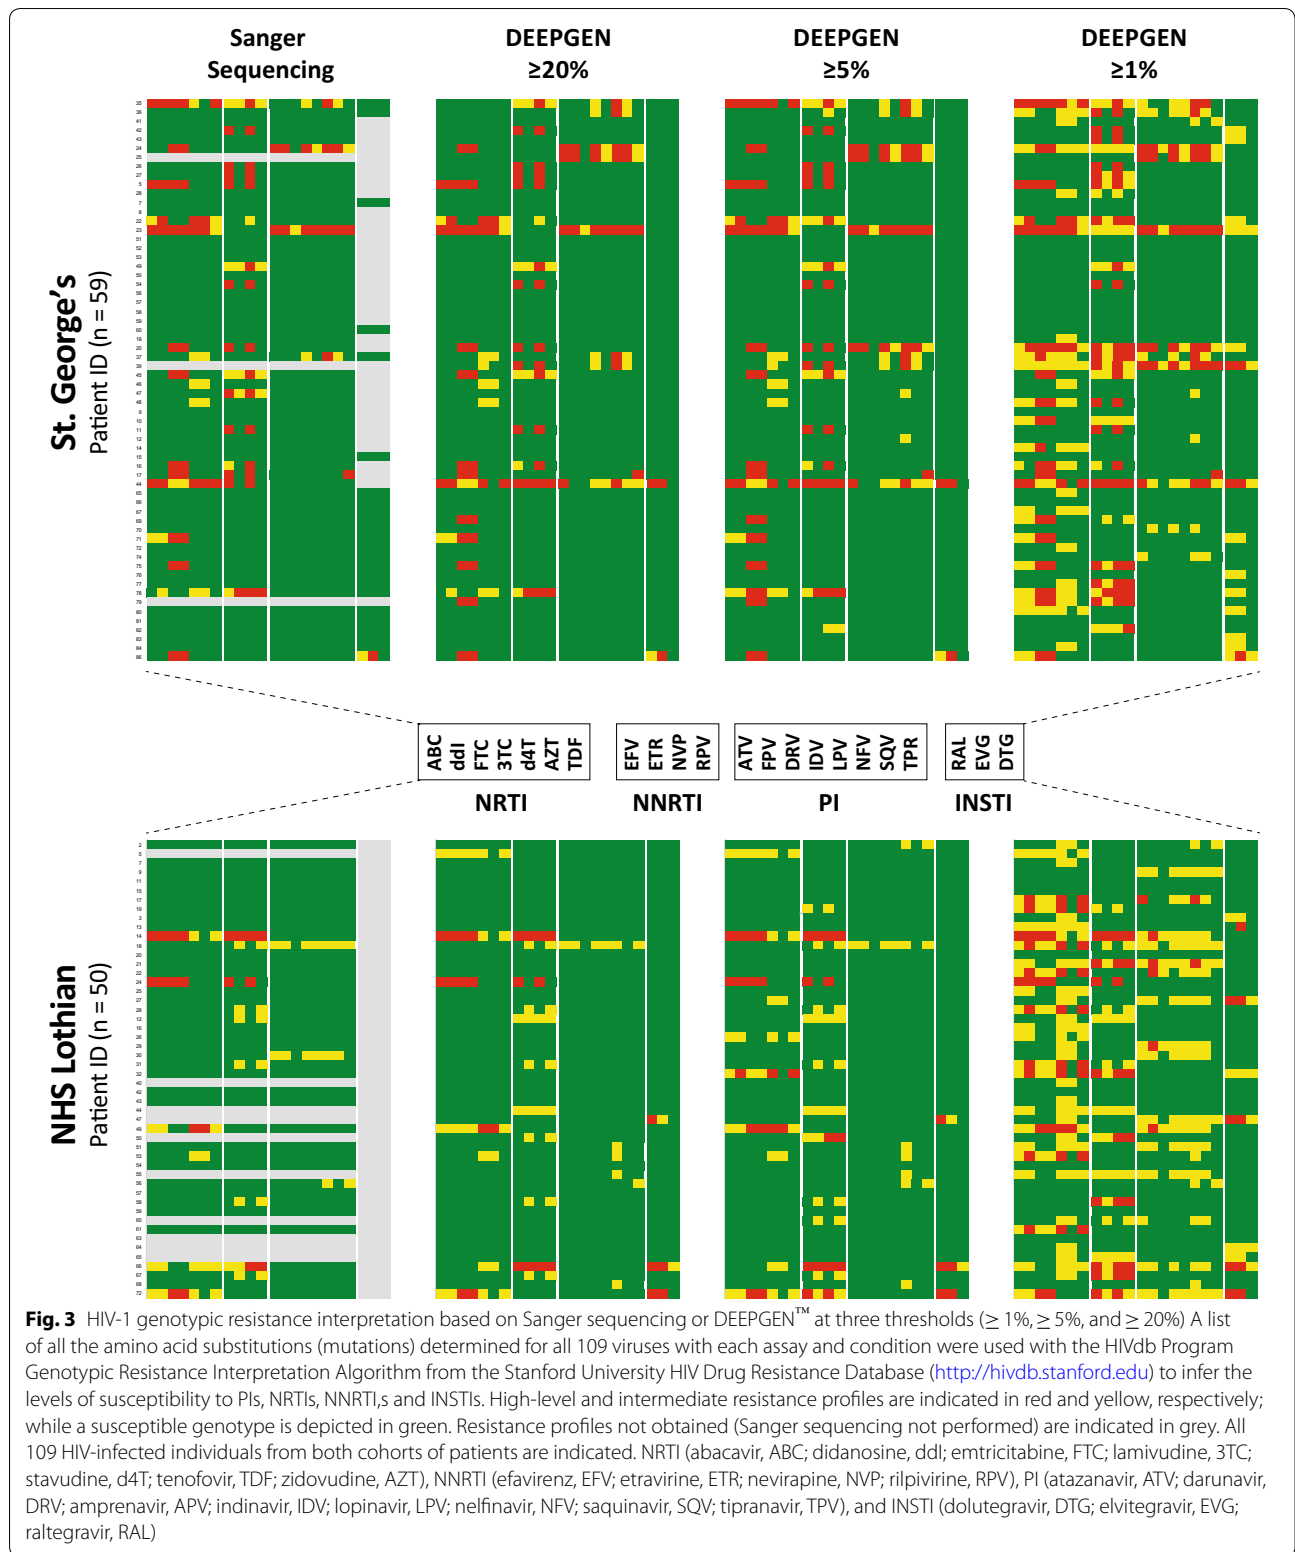 Sanger
Sequencing
DEEPGEN
≥20%
DEEPGEN
≥5%
DEEPGEN
≥1%
St. George's
Patient ID (n = 59)
ABC
ddI
FTC
3TC
d4T
AZT
TDF
EFV
ETR
NVP
RPV
ATV
FPV
DRV
IDV
LPV
NFV
SQV
TPR
RAL
EVG
DTG
NRTI
NNRTI
PI
INSTI
NHS Lothian
Patient ID (n = 50)
Fig. 3 HIV-1 genotypic resistance interpretation based on Sanger sequencing or DEEPGEN™ at three thresholds (≥ 1%, ≥ 5%, and ≥ 20%) A list
of all the amino acid substitutions (mutations) determined for all 109 viruses with each assay and condition were used with the HIVdb Program
Genotypic Resistance Interpretation Algorithm from the Stanford University HIV Drug Resistance Database (http://hivdb.stanford.edu) to infer the
levels of susceptibility to PIs, NRTIs, NNRTI,s and INSTIs. High-level and intermediate resistance profiles are indicated in red and yellow, respectively;
while a susceptible genotype is depicted in green. Resistance profiles not obtained (Sanger sequencing not performed) are indicated in grey. All
109 HIV-infected individuals from both cohorts of patients are indicated. NRTI (abacavir, ABC; didanosine, ddI; emtricitabine, FTC; lamivudine, 3TC;
stavudine, d4T; tenofovir, TDF; zidovudine, AZT), NNRTI (efavirenz, EFV; etravirine, ETR; nevirapine, NVP; rilpivirine, RPV), PI (atazanavir, ATV; darunavir,
DRV; amprenavir, APV; indinavir, IDV; lopinavir, LPV; nelfinavir, NFV; saquinavir, SQV; tipranavir, TPV), and INSTI (dolutegravir, DTG; elvitegravir, EVG;
raltegravir, RAL)